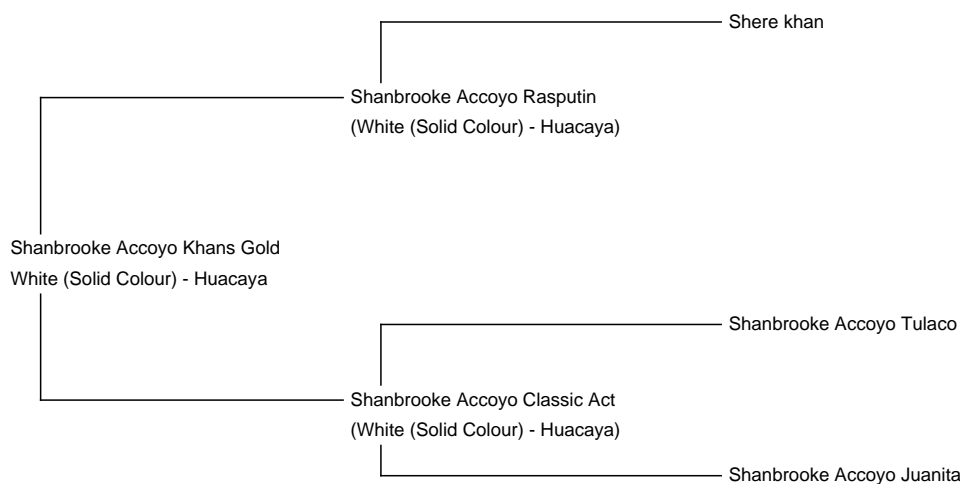 Shere khan
Shanbrooke Accoyo Rasputin
(White (Solid Colour) - Huacaya)
Shanbrooke Accoyo Khans Gold
White (Solid Colour) - Huacaya
Shanbrooke Accoyo Tulaco
Shanbrooke Accoyo Classic Act
(White (Solid Colour) - Huacaya)
Shanbrooke Accoyo Juanita